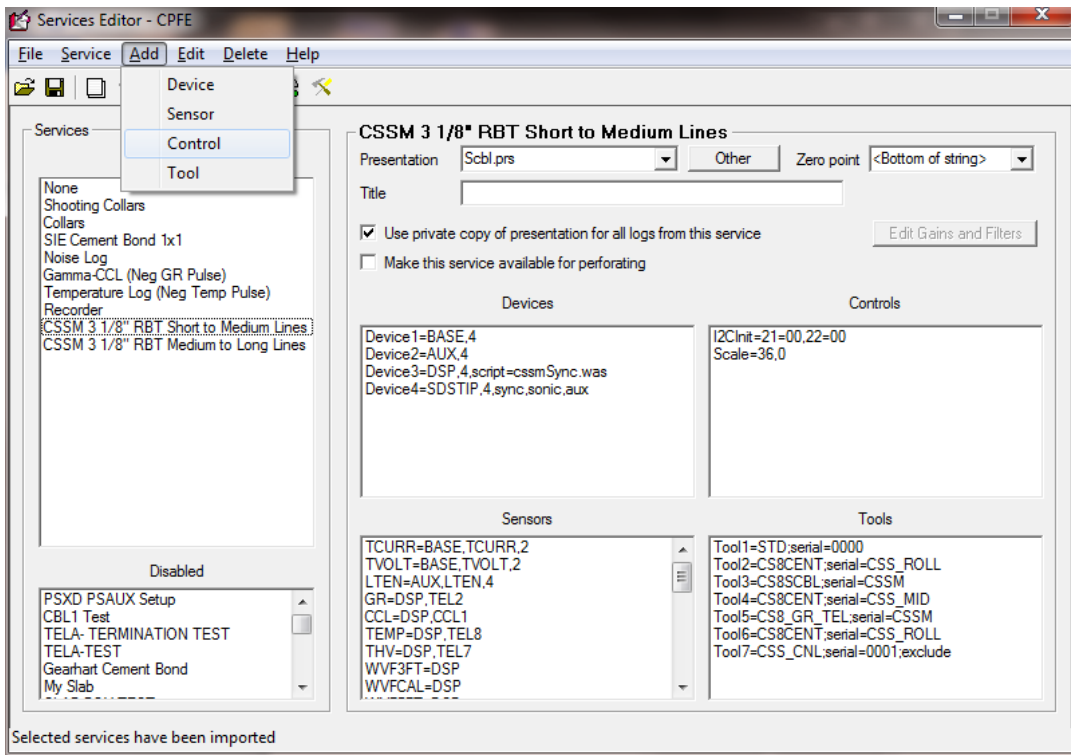 Services Editor - CPFE
File Service Add Edit Delete Help
Device
Sensor
Control
Tool
Services
None
Shooting Collars
Collars
SIE Cement Bond 1x1
Noise Log
Gamma-CCL (Neg GR Pulse)
Temperature Log (Neg Temp Pulse)
Recorder
CSSM 3 1/8" RBT Short to Medium Lines
CSSM 3 1/8" RBT Medium to Long Lines
Disabled
PSXD PSAUX Setup
CBL1 Test
TELA- TERMINATION TEST
TELA-TEST
Gearhart Cement Bond
My Slab
CSSM 3 1/8" RBT Short to Medium Lines
Presentation Scbl.prs Other Zero point <Bottom of string>
Title
Use private copy of presentation for all logs from this service
Edit Gains and Filters
Make this service available for perforating
Devices
Device1=BASE,4
Device2=AUX,4
Device3=DSP,4,script=cssmSync.was
Device4=SDSTIP,4,sync,sonic,aux
Controls
I2CInit=21=00,22=00
Scale=36,0
Sensors
TCURR=BASE,TCURR,2
TVOLT=BASE,TVOLT,2
LTEN=AUX,LTEN,4
GR=DSP,TEL2
CCL=DSP,CCL1
TEMP=DSP,TEL8
THV=DSP,TEL7
WVF3FT=DSP
WVFCAL=DSP
Tools
Tool1=STD;serial=0000
Tool2=CS8CENT;serial=CSS_ROLL
Tool3=CS8SCBL;serial=CSSM
Tool4=CS8CENT;serial=CSS_MID
Tool5=CS8_GR_TEL;serial=CSSM
Tool6=CS8CENT;serial=CSS_ROLL
Tool7=CSS_CNL;serial=0001;exclude
Selected services have been imported